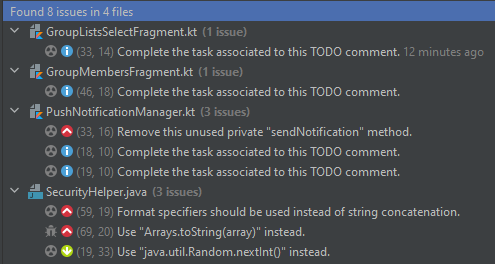 Found 8 issues in 4 files
GroupListsSelectFragment.kt (1 issue)
(33, 14) Complete the task associated to this TODO comment. 12 minutes ago
GroupMembersFragment.kt (1 issue)
(46, 18) Complete the task associated to this TODO comment.
PushNotificationManager.kt (3 issues)
(33, 16) Remove this unused private "sendNotification" method.
(18, 10) Complete the task associated to this TODO comment.
(19, 10) Complete the task associated to this TODO comment.
SecurityHelper.java (3 issues)
(59, 19) Format specifiers should be used instead of string concatenation.
(69, 20) Use "Arrays.toString(array)" instead.
(19, 33) Use "java.util.Random.nextInt()" instead.